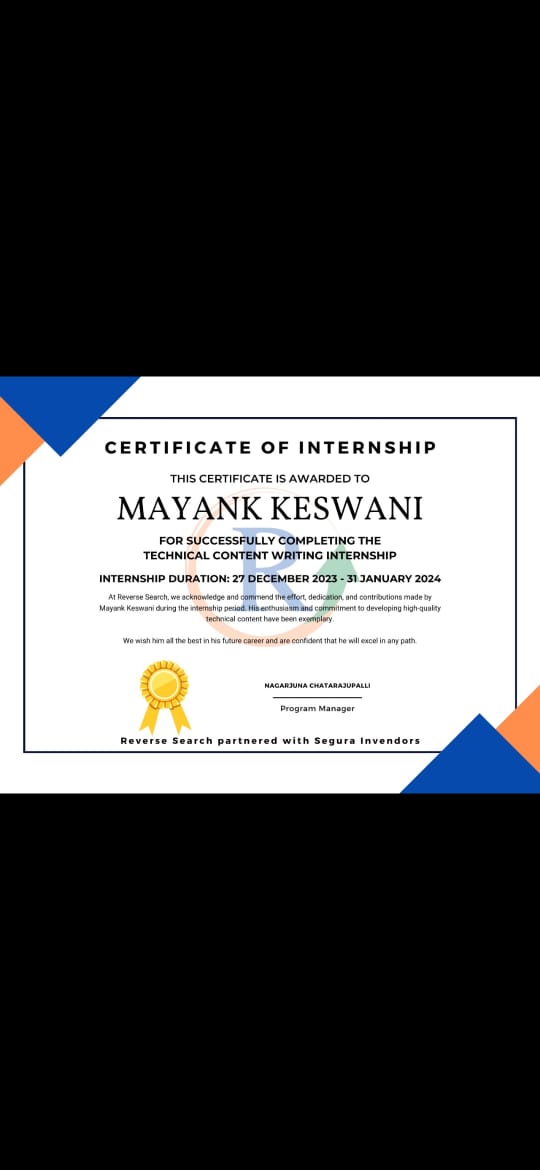 CERTIFICATE OF INTERNSHIP
THIS CERTIFICATE IS AWARDED TO
MAYANK KESWANI
FOR SUCCESSFULLY COMPLETING THE
TECHNICAL CONTENT WRITING INTERNSHIP
INTERNSHIP DURATION: 27 DECEMBER 2023 - 31 JANUARY 2024
At Reverse Search, we acknowledge and commend the effort, dedication, and contributions made by
Mayank Keswani during the internship period. His enthusiasm and commitment to developing high-quality
technical content have been exemplary.
We wish him all the best in his future career and are confident that he will excel in any path.
NAGARJUNA CHATARAJUPALLI
Program Manager
Reverse Search partnered with Segura Invendors
R